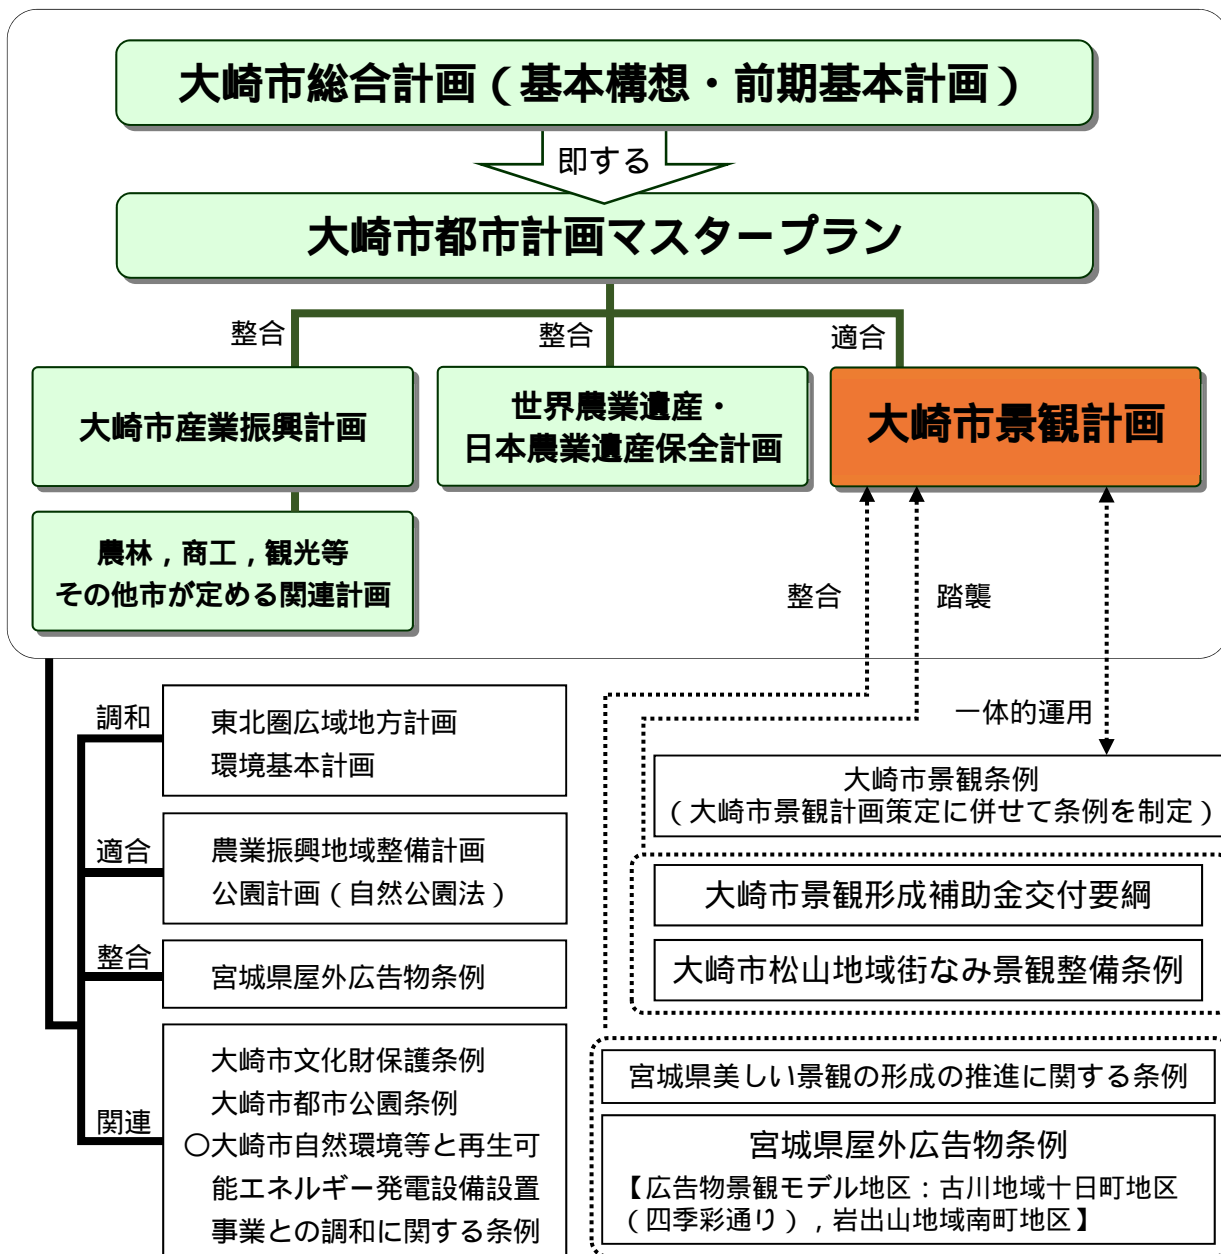 大崎市総合計画（基本構想・前期基本計画）
即する
大崎市都市計画マスタープラン
整合
整合
適合
大崎市産業振興計画
世界農業遺産・
日本農業遺産保全計画
大崎市景観計画
農林，商工，観光等
その他市が定める関連計画
整合
踏襲
一体的運用
調和
東北圏広域地方計画
環境基本計画
適合
農業振興地域整備計画
公園計画（自然公園法）
整合
宮城県屋外広告物条例
関連
大崎市文化財保護条例
大崎市都市公園条例
〇大崎市自然環境等と再生可
能エネルギー発電設備設置
事業との調和に関する条例
大崎市景観条例
（大崎市景観計画策定に併せて条例を制定）
大崎市景観形成補助金交付要綱
大崎市松山地域街なみ景観整備条例
宮城県美しい景観の形成の推進に関する条例
宮城県屋外広告物条例
【広告物景観モデル地区：古川地域十日町地区
（四季彩通り），岩出山地域南町地区】